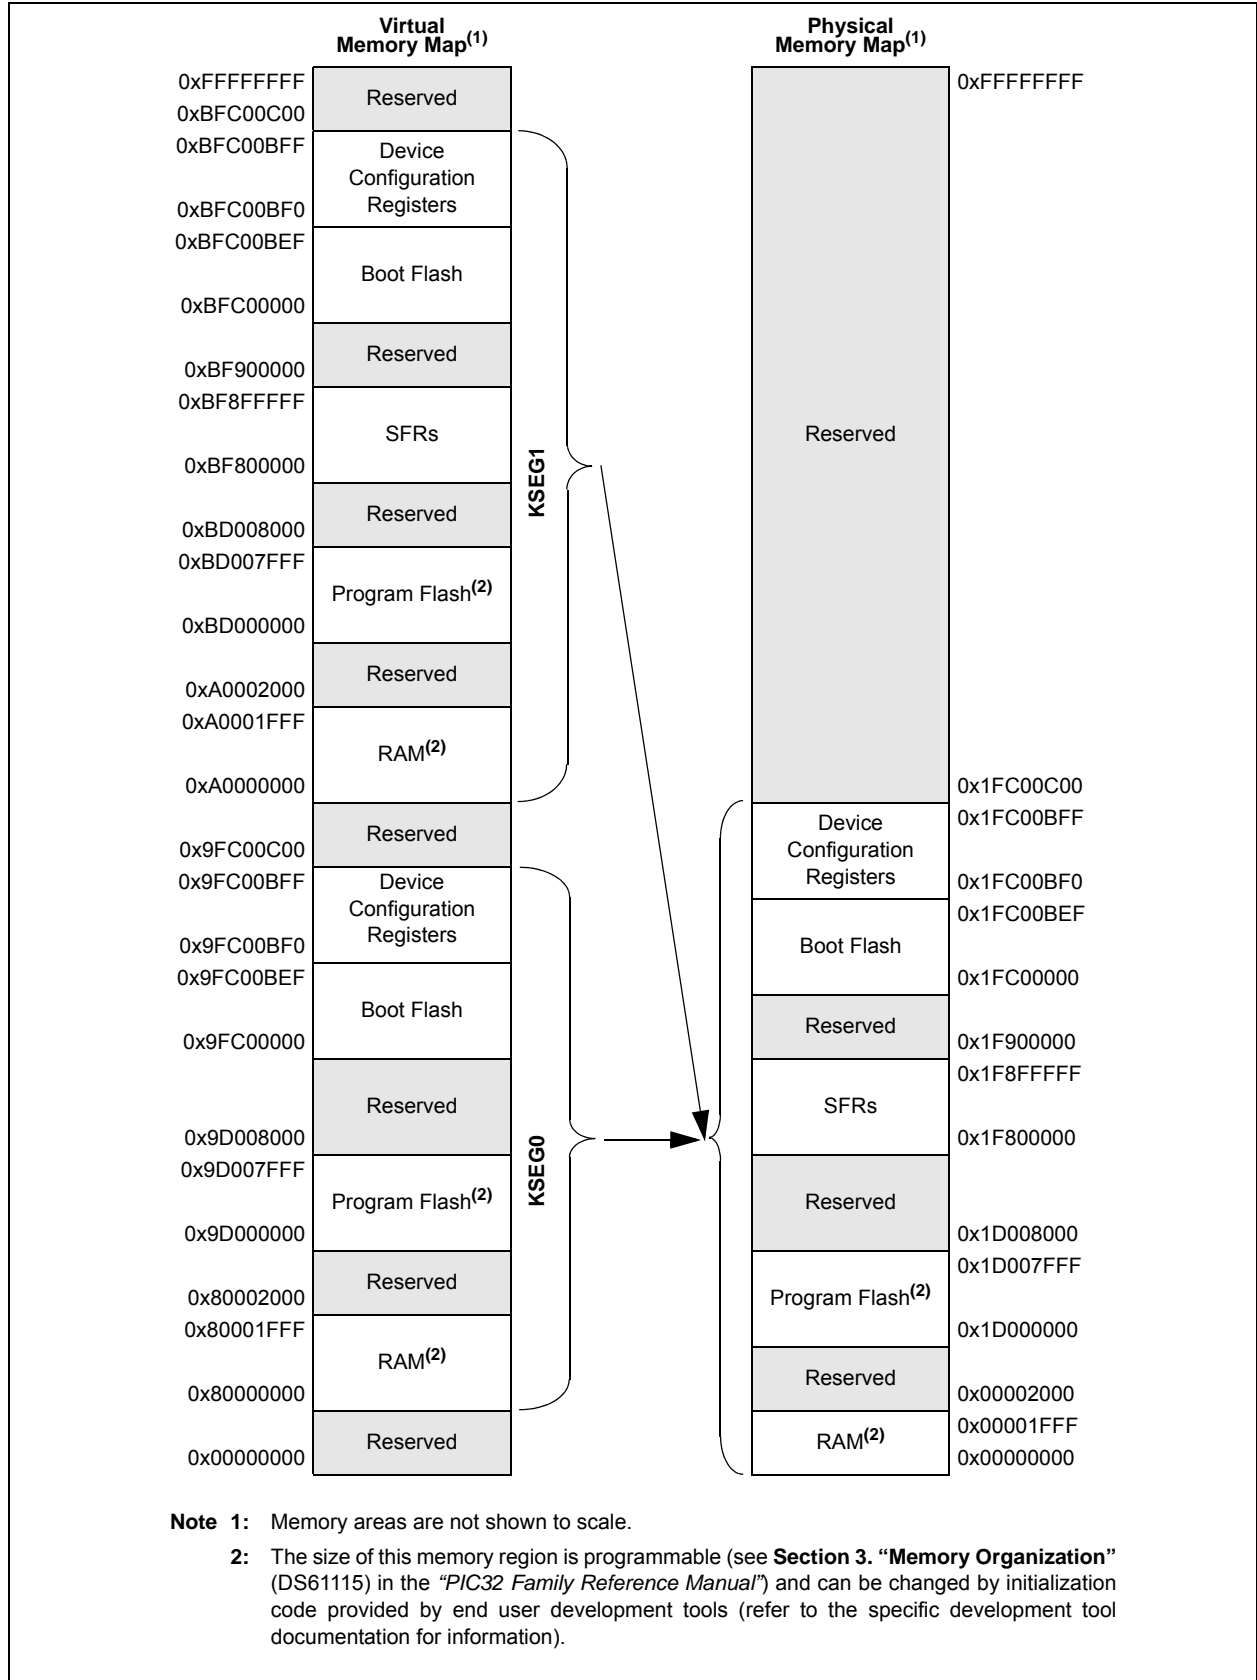 Virtual
Memory Map(1)
Physical
Memory Map(1)
0xFFFFFFFF
Reserved
0xBFC00C00
0xBFC00BFF
Device
Configuration
Registers
0xBFC00BF0
0xBFC00BEF
Boot Flash
0xBFC00000
Reserved
0xBF900000
0xBF8FFFFF
SFRs
0xBF800000
Reserved
0xBD008000
0xBD007FFF
Program Flash(2)
0xBD000000
Reserved
0xA0002000
0xA0001FFF
RAM(2)
0xA0000000
Reserved
0x9FC00C00
0x9FC00BFF
Device
Configuration
Registers
0x9FC00BF0
0x9FC00BEF
Boot Flash
0x9FC00000
Reserved
0x9D008000
0x9D007FFF
Program Flash(2)
0x9D000000
Reserved
0x80002000
0x80001FFF
RAM(2)
0x80000000
Reserved
0x00000000
KSEG1
KSEG0
0xFFFFFFFF
Reserved
0x1FC00C00
0x1FC00BFF
Device
Configuration
Registers
0x1FC00BF0
0x1FC00BEF
Boot Flash
0x1FC00000
Reserved
0x1F900000
0x1F8FFFFF
SFRs
0x1F800000
Reserved
0x1D008000
0x1D007FFF
Program Flash(2)
0x1D000000
Reserved
0x00002000
0x00001FFF
RAM(2)
0x00000000
Note 1: Memory areas are not shown to scale.
2: The size of this memory region is programmable (see Section 3. “Memory Organization”
(DS61115) in the “PIC32 Family Reference Manual”) and can be changed by initialization
code provided by end user development tools (refer to the specific development tool
documentation for information).